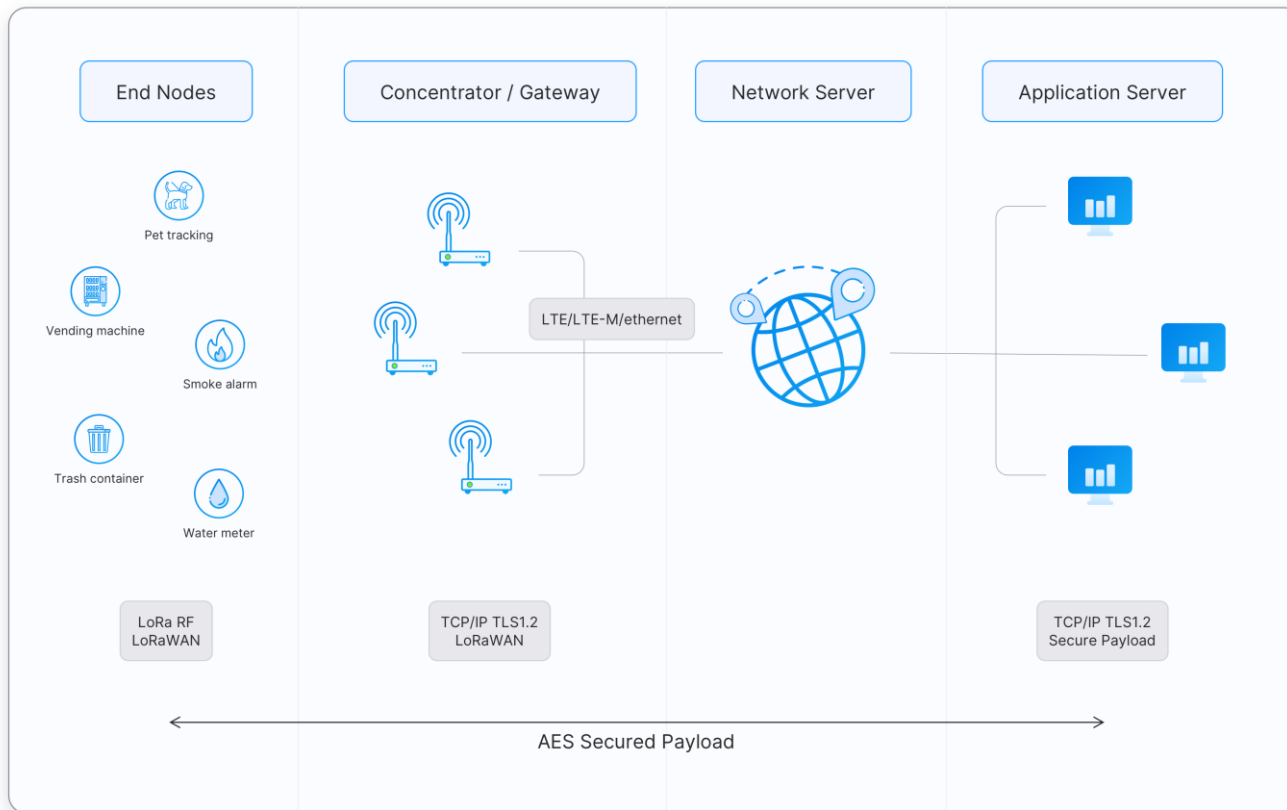 End Nodes
Concentrator / Gateway
Network Server
Application Server
Pet tracking
Vending machine
Smoke alarm
Trash container
Water meter
LTE/LTE-M/ethernet
LoRa RF
LoRaWAN
TCP/IP TLS1.2
LoRaWAN
TCP/IP TLS1.2
Secure Payload
AES Secured Payload